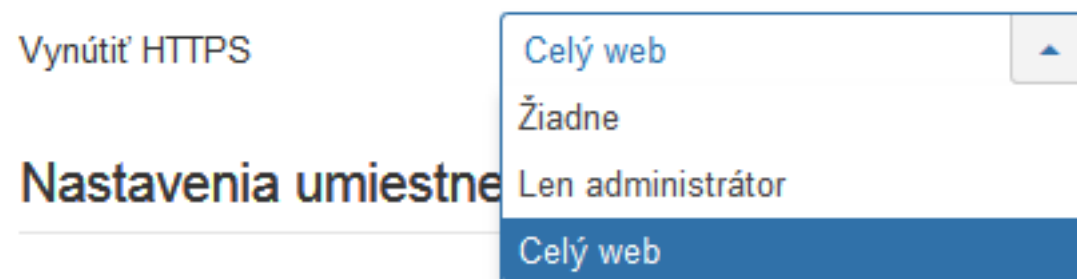 Vynútiť HTTPS
Celý web
Žiadne
Len administrátor
Celý web
Nastavenia umiestne